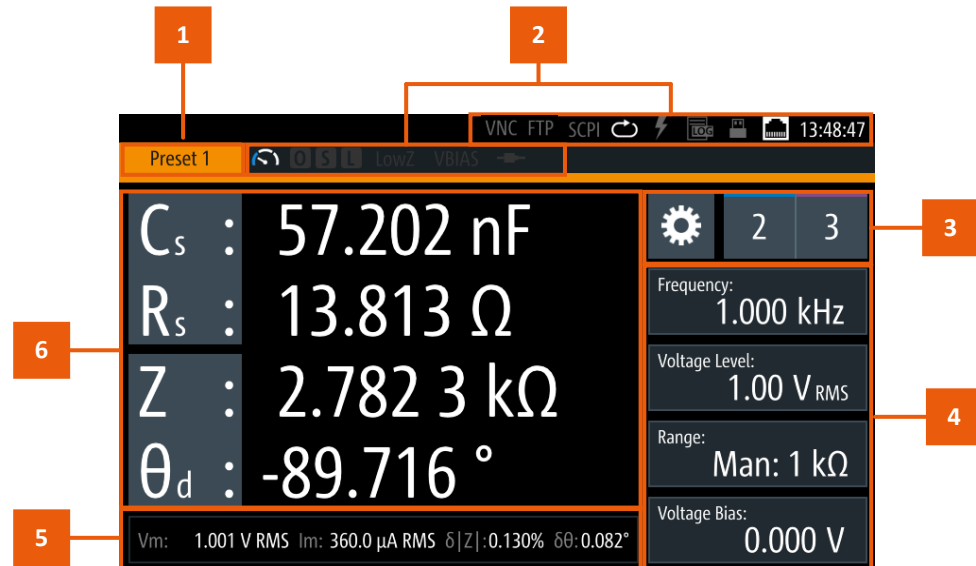 1
2
VNC FTP SCPI LOG 13:48:47
Preset 1 O S L LowZ VBIAS
Cs : 57.202 nF
2 3
3
Rs : 13.813 Ω
Frequency:
1.000 kHz
6
Z : 2.782 3 kΩ
Voltage Level:
1.00 V RMS
4
θd : -89.716 °
Range:
Man: 1 kΩ
5
Vm: 1.001 V RMS Im: 360.0 µA RMS δ|Z|:0.130% δθ:0.082°
Voltage Bias:
0.000 V